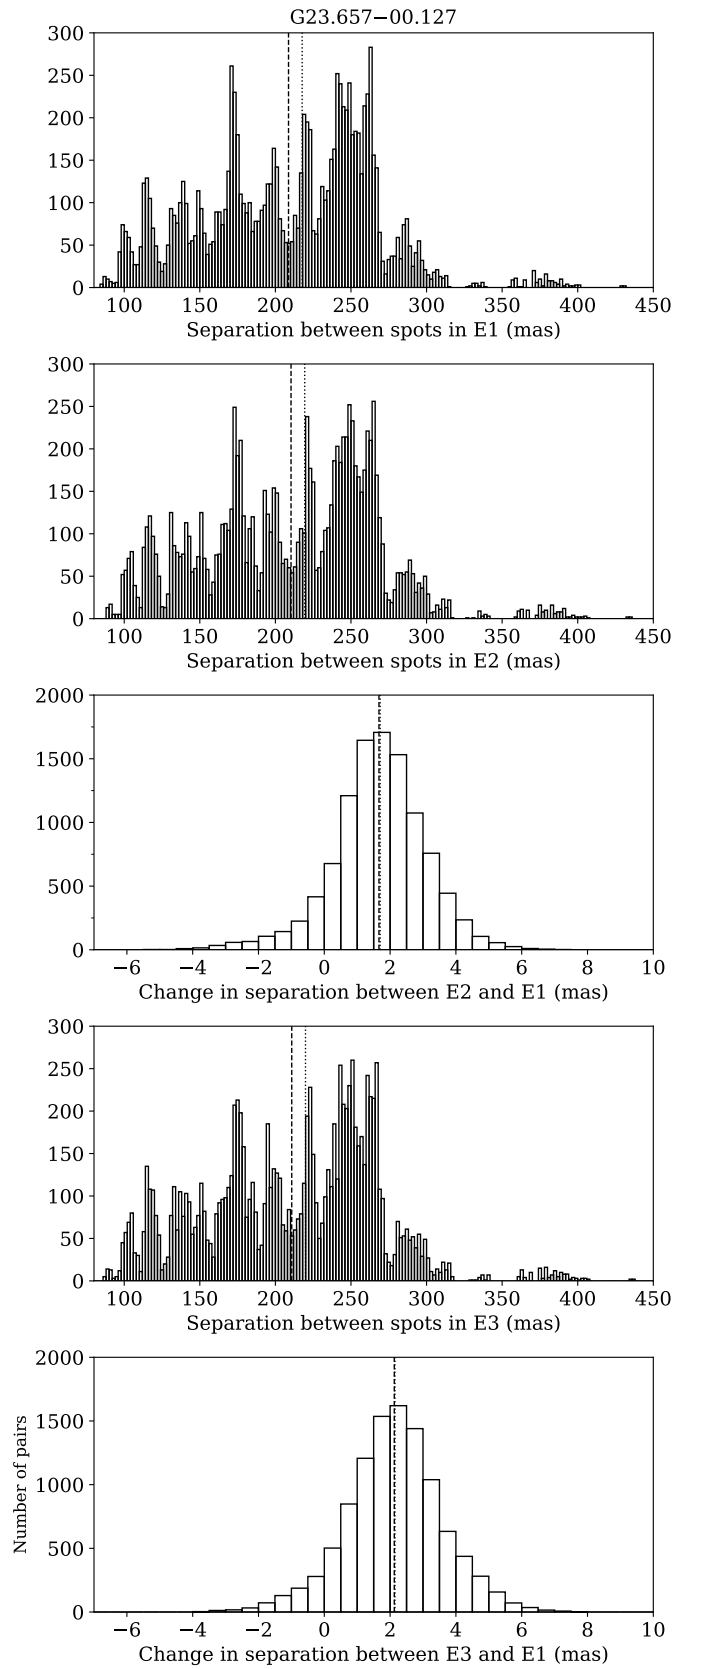 G23.657−00.127
300
250
200
150
100
50
0
100 150 200 250 300 350 400 450
Separation between spots in E1 (mas)
300
250
200
150
100
50
0
100 150 200 250 300 350 400 450
Separation between spots in E2 (mas)
2000
1500
1000
500
0
−6 −4 −2 0 2 4 6 8 10
Change in separation between E2 and E1 (mas)
300
250
200
150
100
50
0
100 150 200 250 300 350 400 450
Separation between spots in E3 (mas)
2000
1500
1000
500
0
Number of pairs
−6 −4 −2 0 2 4 6 8 10
Change in separation between E3 and E1 (mas)